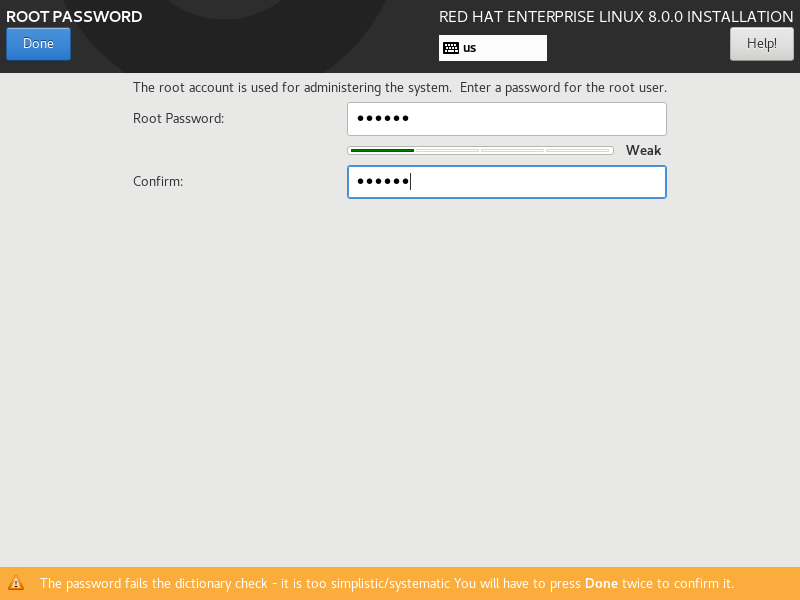 ROOT PASSWORD
RED HAT ENTERPRISE LINUX 8.0.0 INSTALLATION
Done
us
Help!
The root account is used for administering the system.  Enter a password for the root user.
Root Password:
••••••
Weak
Confirm:
••••••
The password fails the dictionary check - it is too simplistic/systematic You will have to press Done twice to confirm it.